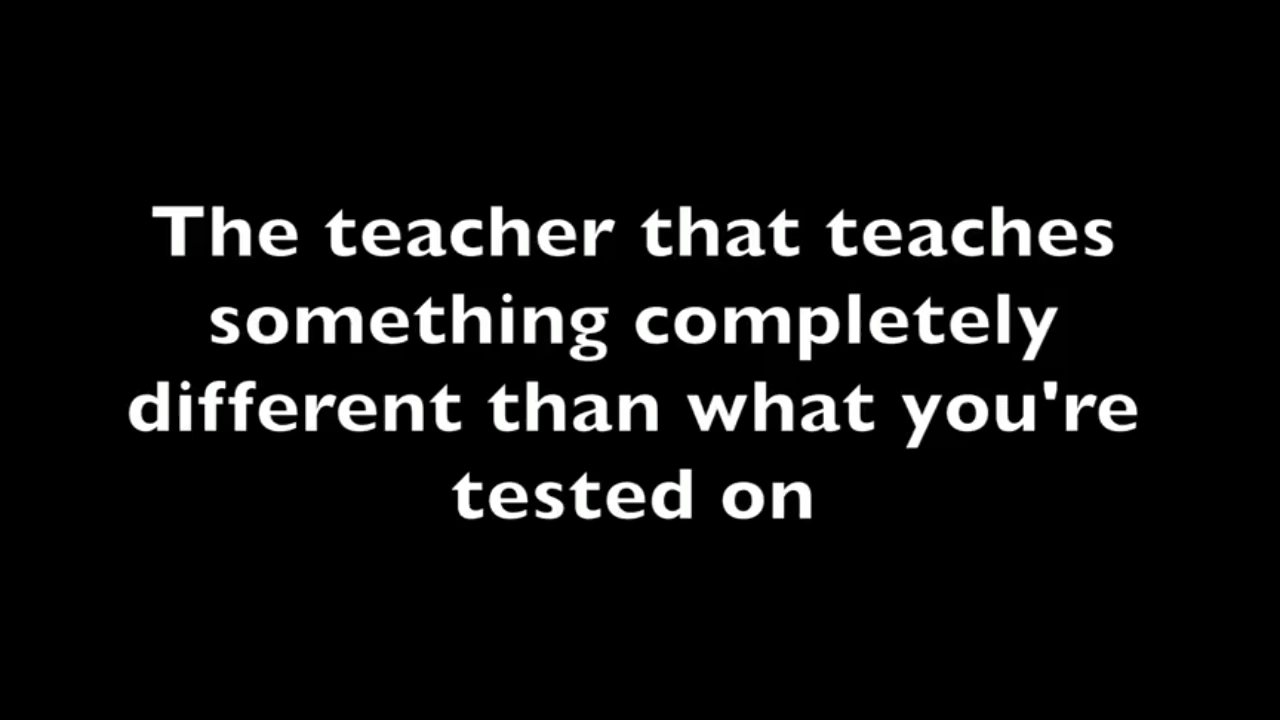 The teacher that teaches
something completely
different than what you're
tested on